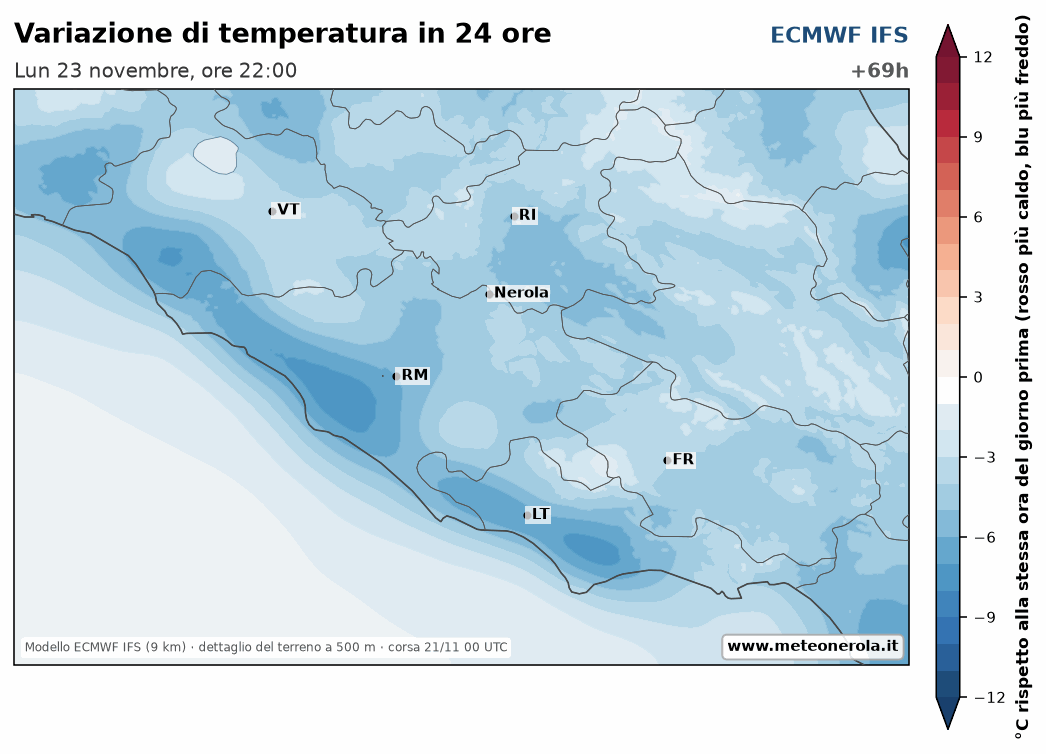 Variazione di temperatura in 24 ore
ECMWF IFS
Lun 23 novembre, ore 22:00
+69h
VT
RI
Nerola
RM
FR
LT
Modello ECMWF IFS (9 km) · dettaglio del terreno a 500 m · corsa 21/11 00 UTC
www.meteonerola.it
12
9
6
3
0
−3
−6
−9
−12
°C rispetto alla stessa ora del giorno prima (rosso più caldo, blu più freddo)